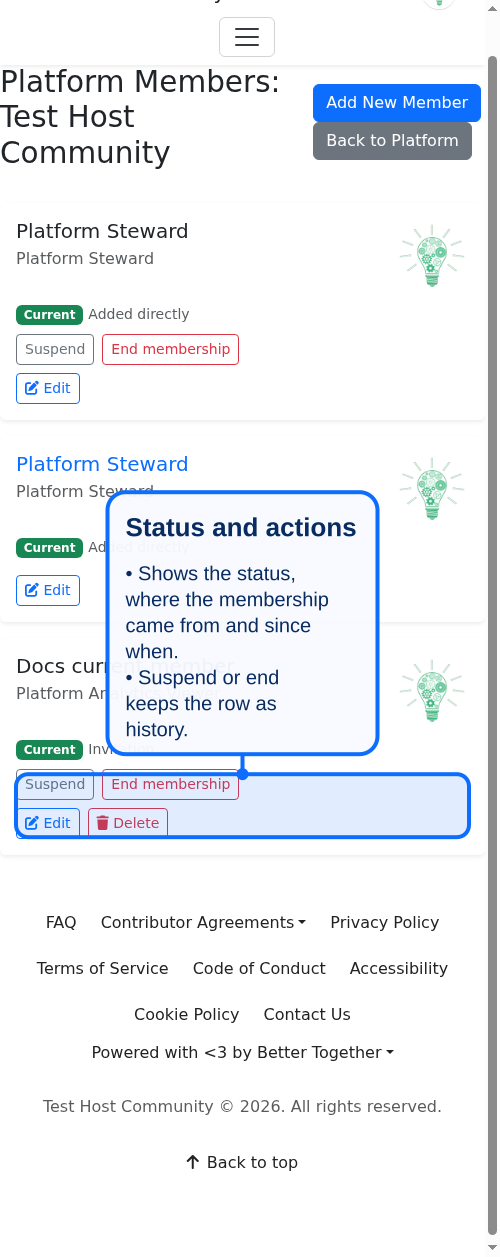 Platform Members:
Test Host
Community
Add New Member
Back to Platform
Platform Steward
Platform Steward
Current Added directly
Suspend End membership
Edit
Platform Steward
Platform Steward
Current Added directly
Edit
Status and actions
• Shows the status,
where the membership
came from and since
when.
• Suspend or end
keeps the row as
history.
Docs current member
Platform Analytics Viewer
Current Invitation
Suspend End membership
Edit Delete
FAQ Contributor Agreements Privacy Policy
Terms of Service Code of Conduct Accessibility
Cookie Policy Contact Us
Powered with <3 by Better Together
Test Host Community © 2026. All rights reserved.
Back to top